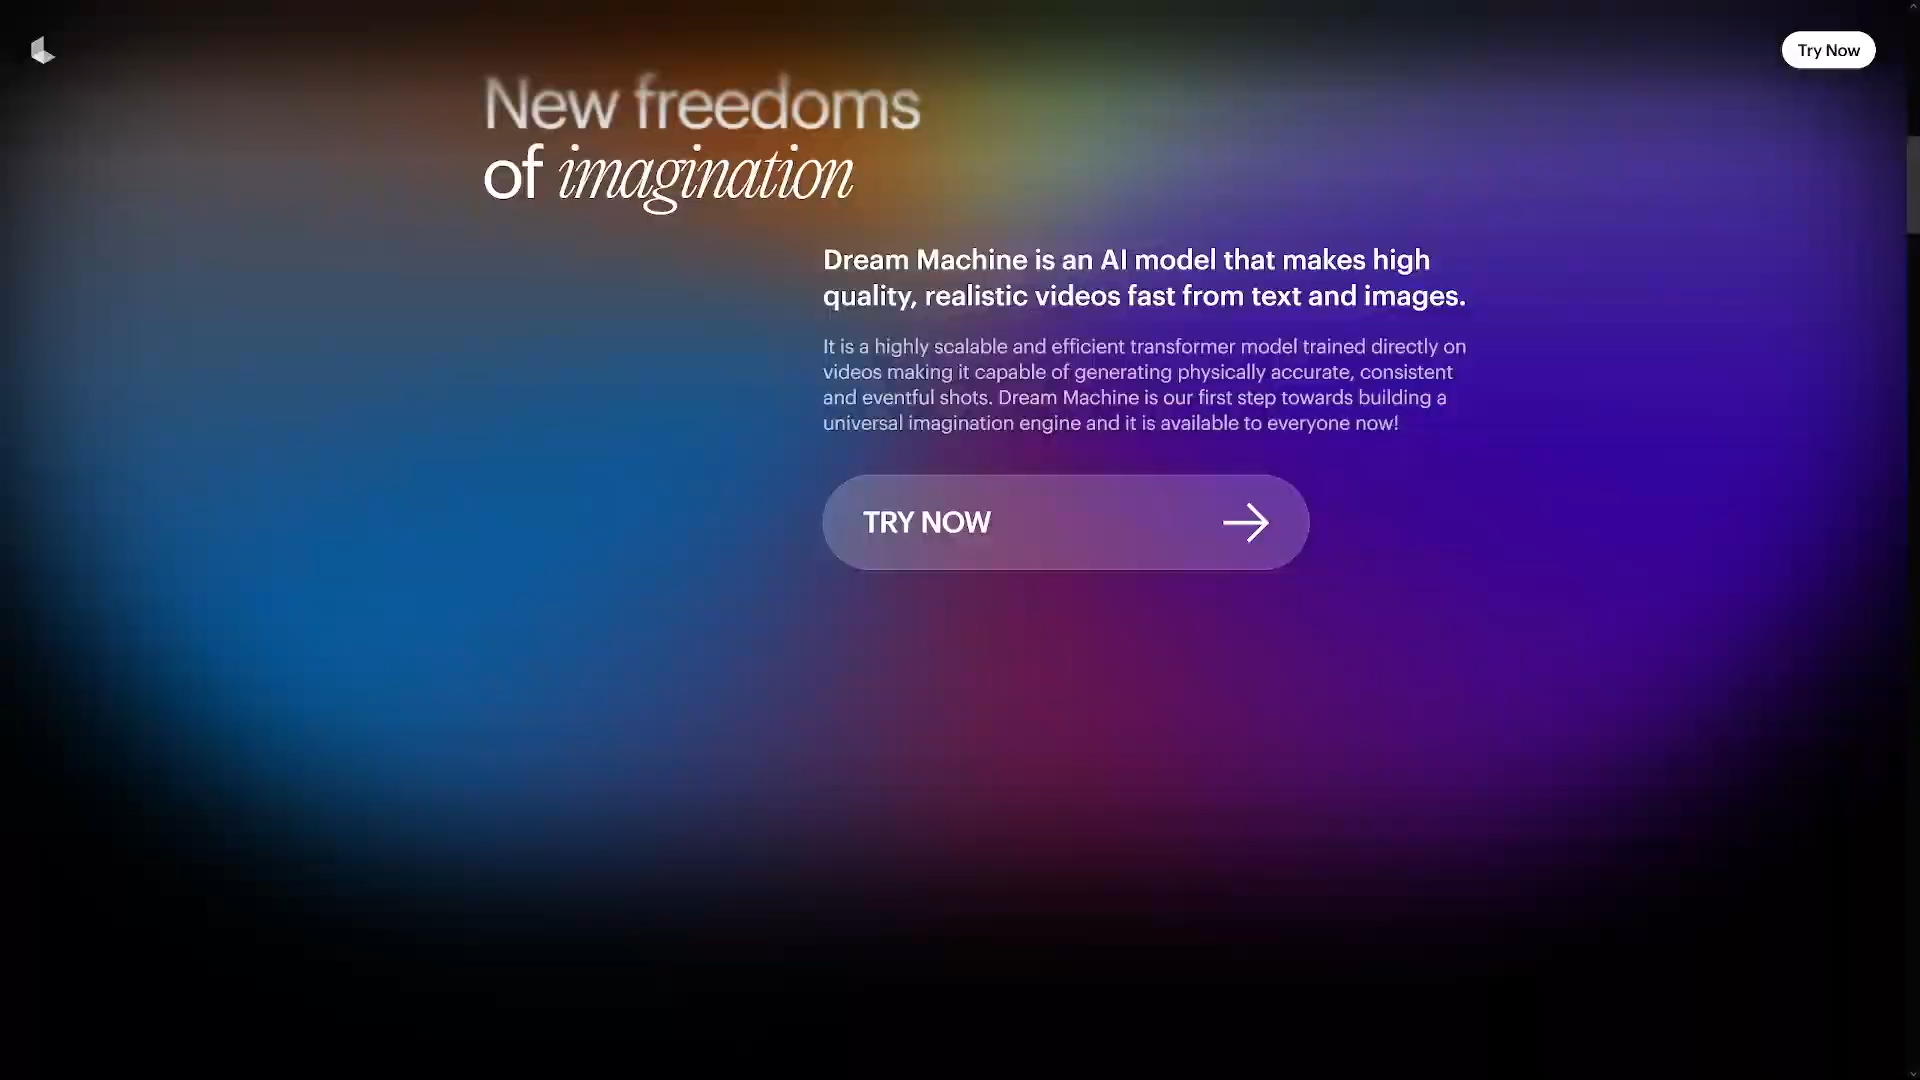 Try Now
New freedoms
of imagination
Dream Machine is an AI model that makes high
quality, realistic videos fast from text and images.
It is a highly scalable and efficient transformer model trained directly on
videos making it capable of generating physically accurate, consistent
and eventful shots. Dream Machine is our first step towards building a
universal imagination engine and it is available to everyone now!
TRY NOW